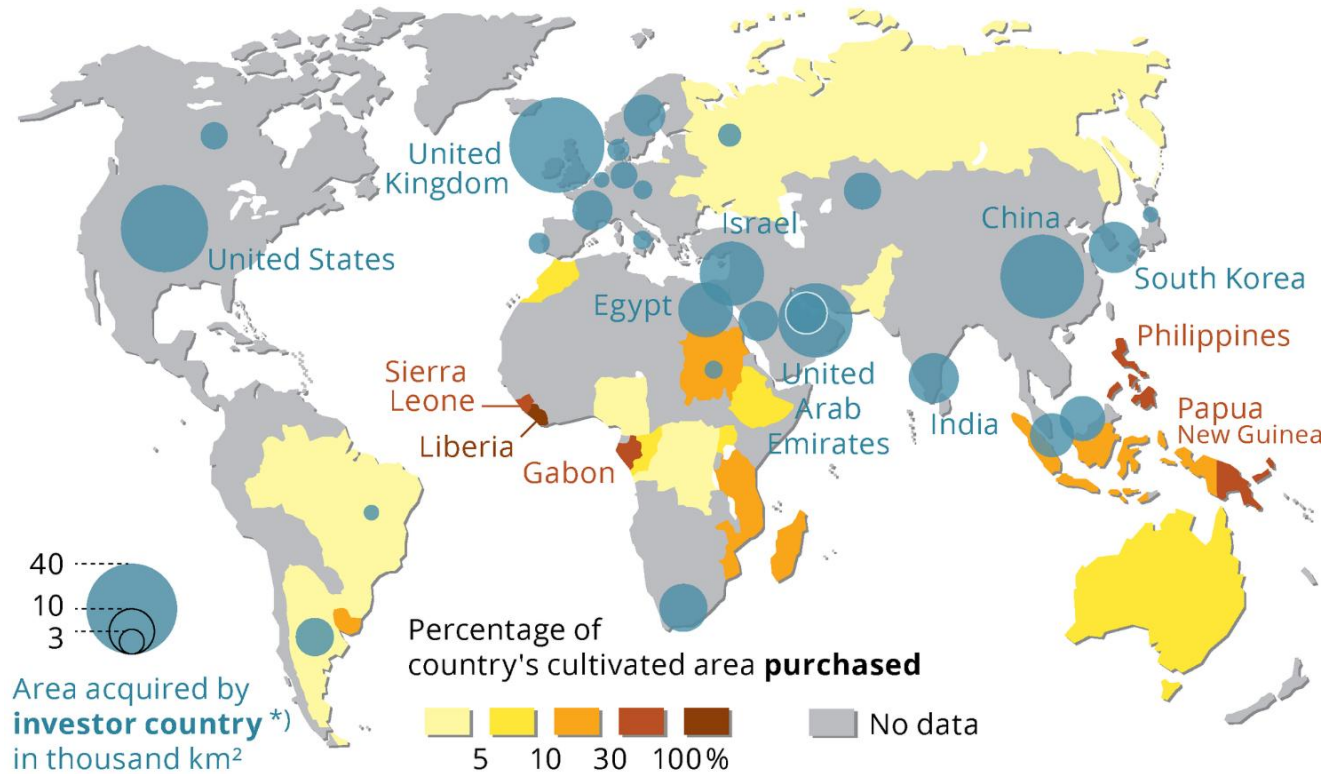 United
Kingdom
United States
Israel
China
South Korea
Egypt
Philippines
Sierra
Leone
United
Arab
Emirates
India
Papua
New Guinea
Liberia
Gabon
40
10
3
Area acquired by
investor country *)
in thousand km²
Percentage of
country's cultivated area purchased
5 10 30 100%
No data